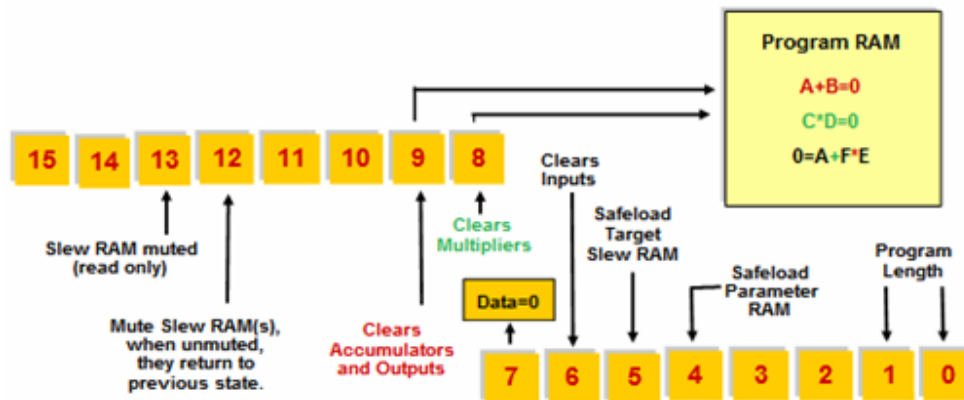 Program RAM
A+B=0
C*D=0
0=A+F*E
15 14 13 12 11 10 9 8
Clears
Inputs
Slew RAM muted
(read only)
Clears
Multipliers
Safeload
Target
Slew RAM
Safeload
Parameter
RAM
Program
Length
Mute Slew RAM(s),
when unmuted,
they return to
previous state.
Clears
Accumulators
and Outputs
Data=0
7 6 5 4 3 2 1 0